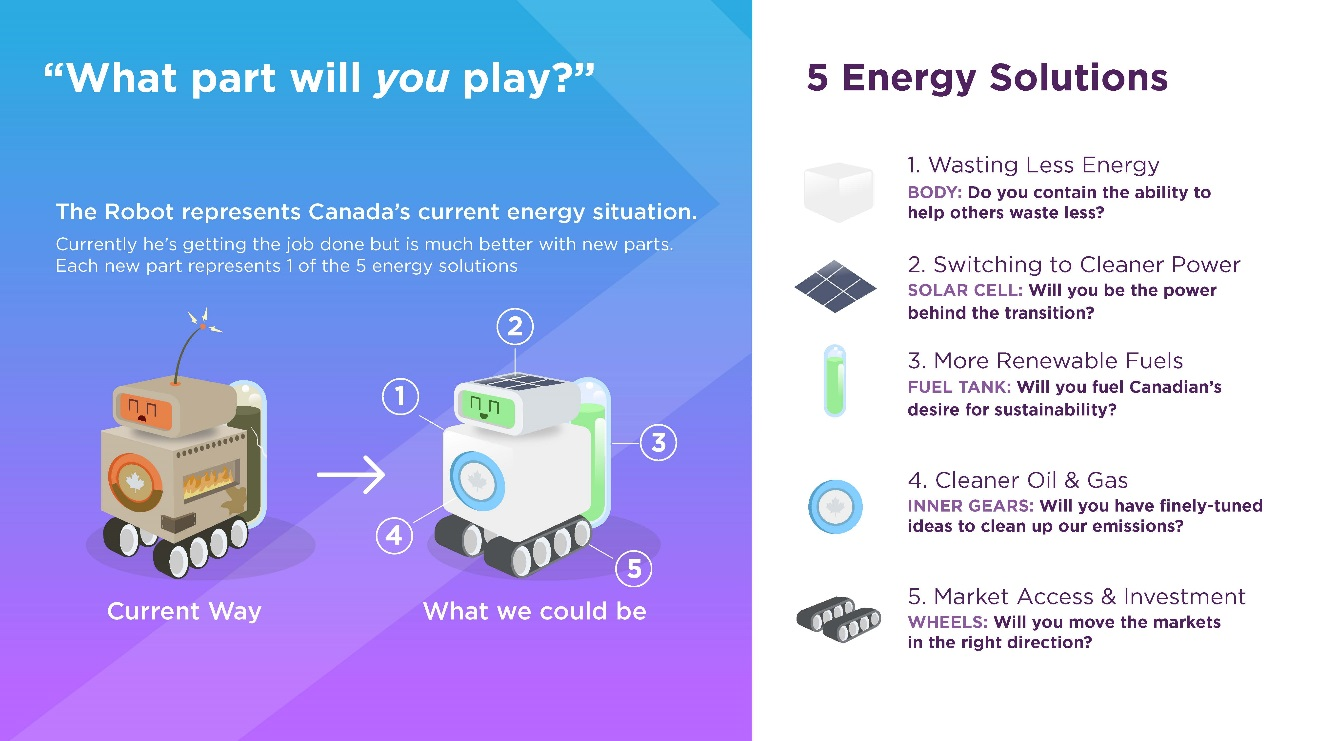 “What part will you play?”
The Robot represents Canada’s current energy situation.
Currently he’s getting the job done but is much better with new parts.
Each new part represents 1 of the 5 energy solutions
1
2
3
4
5
Current Way
What we could be
5 Energy Solutions
1. Wasting Less Energy
BODY: Do you contain the ability to
help others waste less?
2. Switching to Cleaner Power
SOLAR CELL: Will you be the power
behind the transition?
3. More Renewable Fuels
FUEL TANK: Will you fuel Canadian’s
desire for sustainability?
4. Cleaner Oil & Gas
INNER GEARS: Will you have finely-tuned
ideas to clean up our emissions?
5. Market Access & Investment
WHEELS: Will you move the markets
in the right direction?